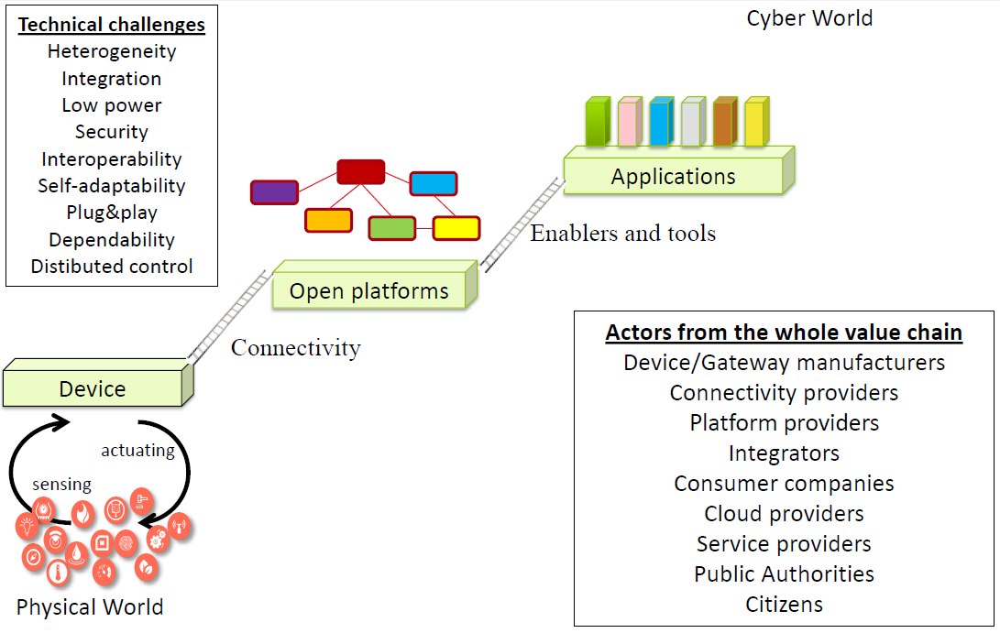 Technical challenges
Heterogeneity
Integration
Low power
Security
Interoperability
Self-adaptability
Plug&play
Dependability
Distibuted control
Cyber World
Applications
Enablers and tools
Open platforms
Connectivity
Device
actuating
sensing
Physical World
Actors from the whole value chain
Device/Gateway manufacturers
Connectivity providers
Platform providers
Integrators
Consumer companies
Cloud providers
Service providers
Public Authorities
Citizens